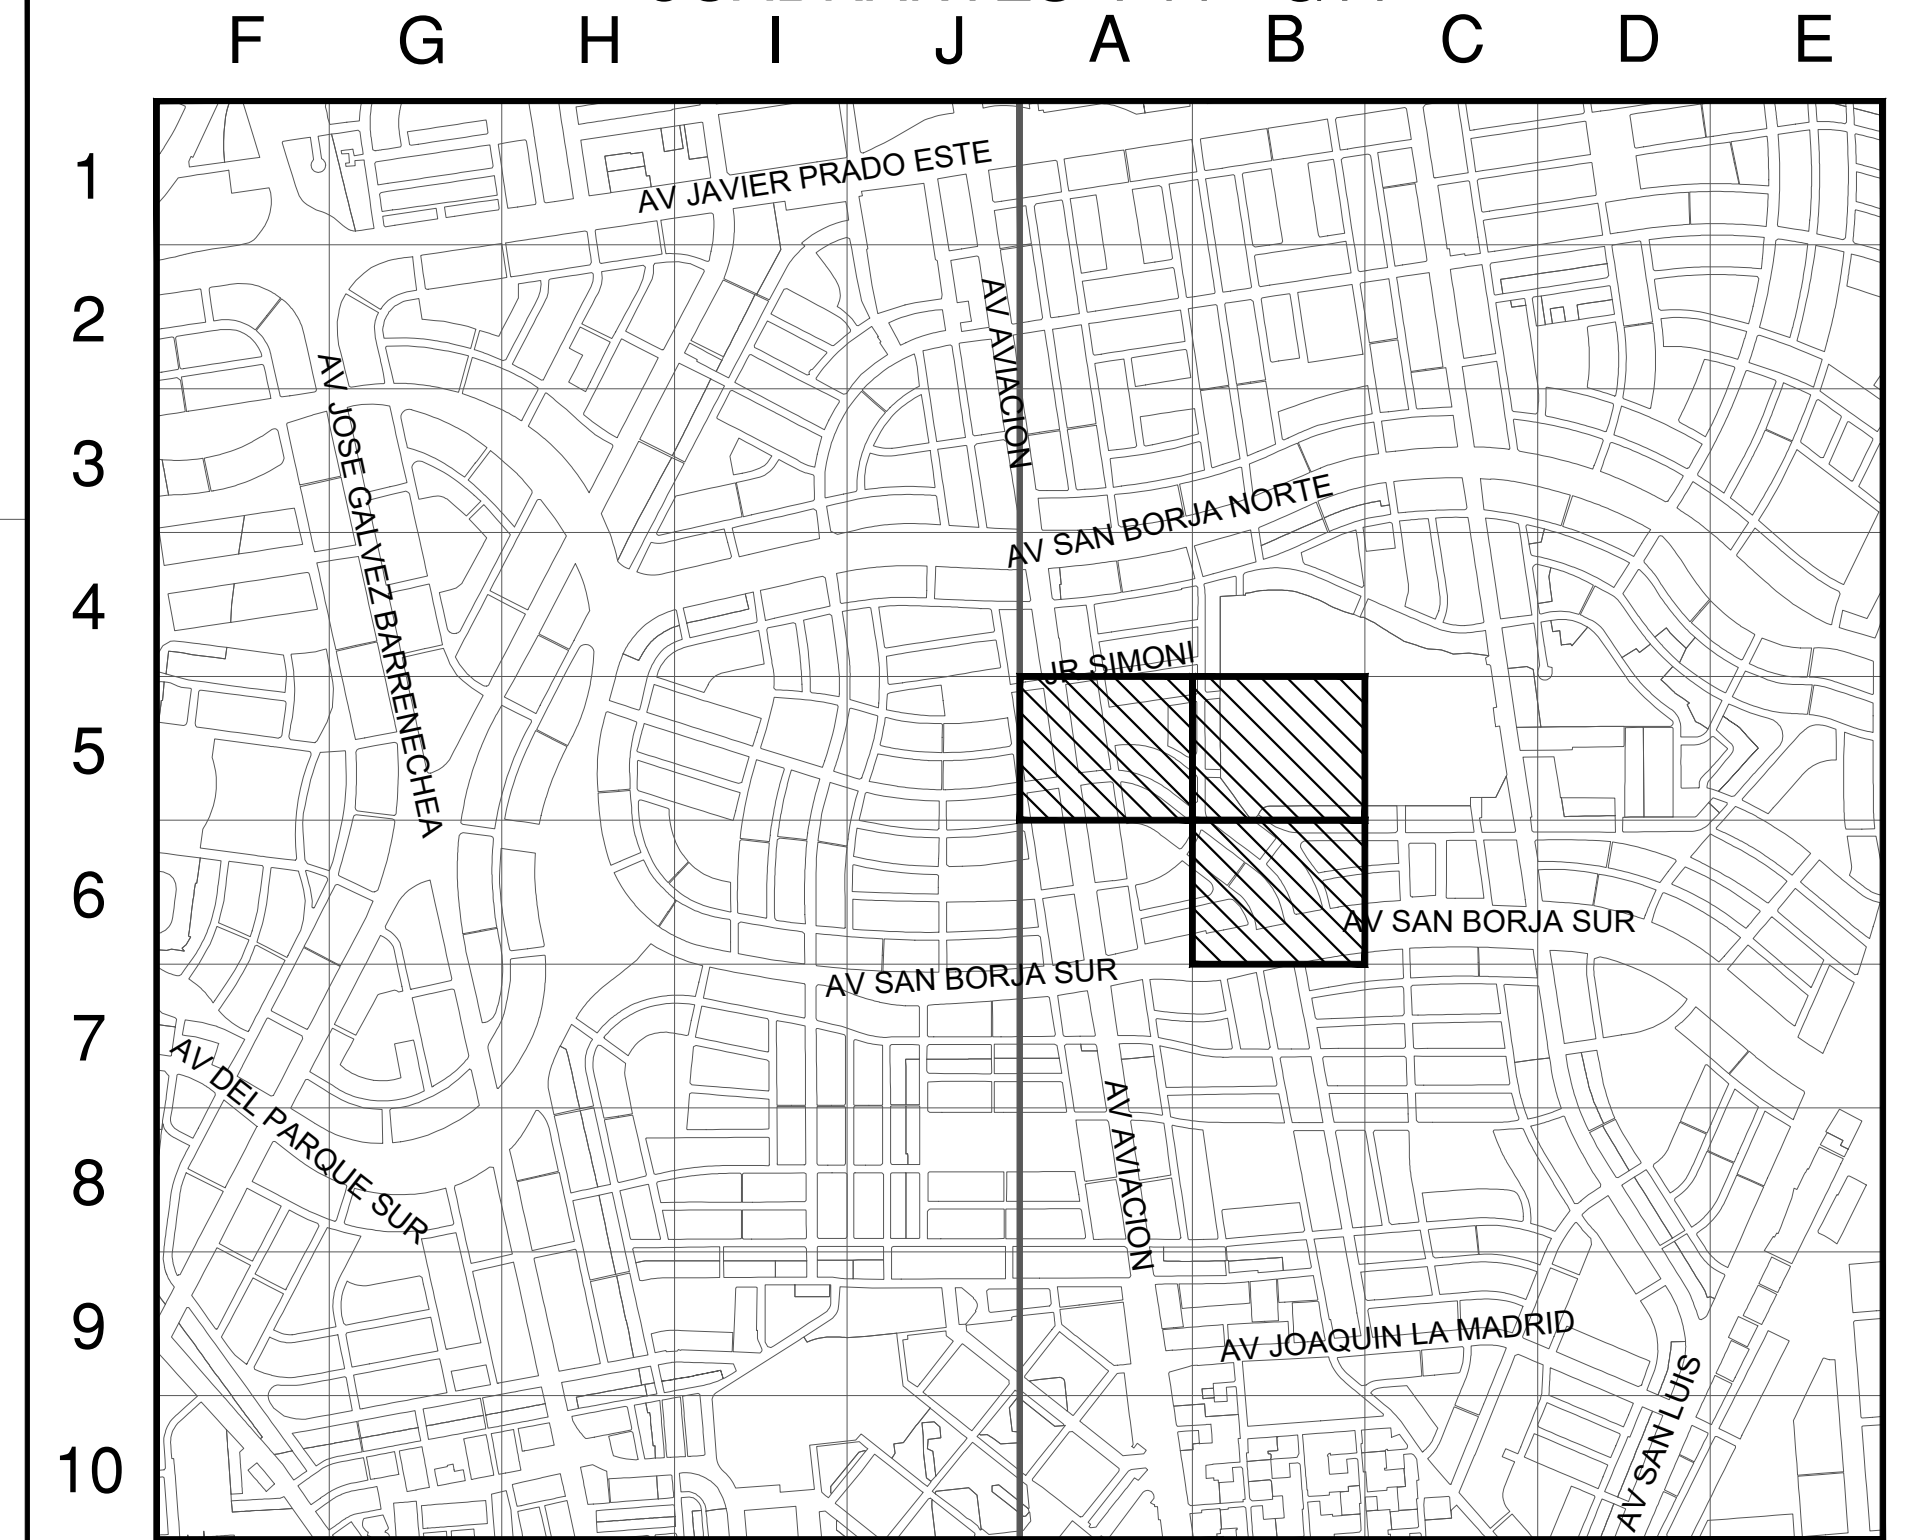 F G H I J A B C D E
1
AV JAVIER PRADO ESTE
2
AV AVIACION
AV JOSE GALVEZ BARRENECHEA
3
AV SAN BORJA NORTE
4
JR SIMONI
5
6
AV SAN BORJA SUR
AV SAN BORJA SUR
7
AV DEL PARQUE SUR
AV AVIACION
8
9
AV JOAQUIN LA MADRID
AV SAN LUIS
10